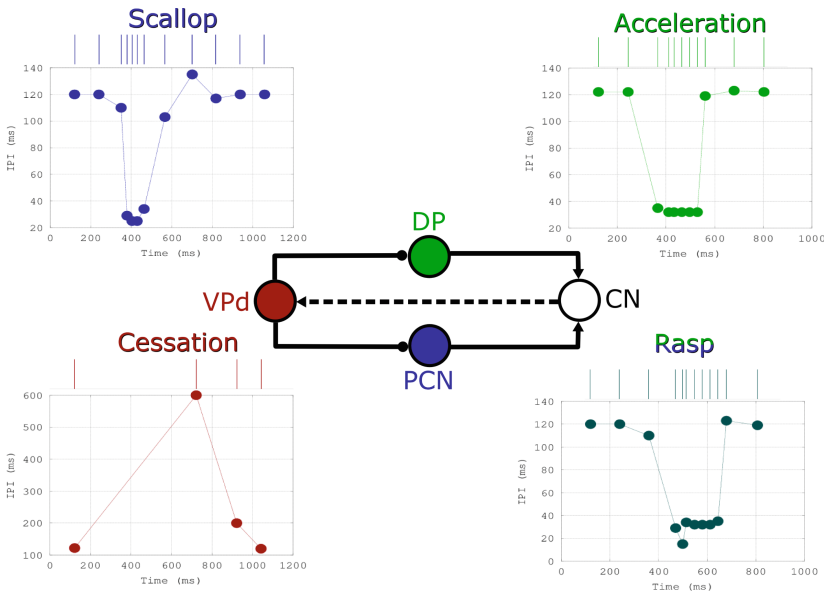 Scallop
140
120
100
80
60
40
20
IPI (ms)
0 200 400 600 800 1000 1200
Time (ms)
Acceleration
140
120
100
80
60
40
20
IPI (ms)
0 200 400 600 800 1000
Time (ms)
DP
VPd
CN
PCN
Cessation
600
500
400
300
200
100
IPI (ms)
0 200 400 600 800 1000 1200
Time (ms)
Rasp
140
120
100
80
60
40
20
0
IPI (ms)
0 200 400 600 800 1000
Time (ms)